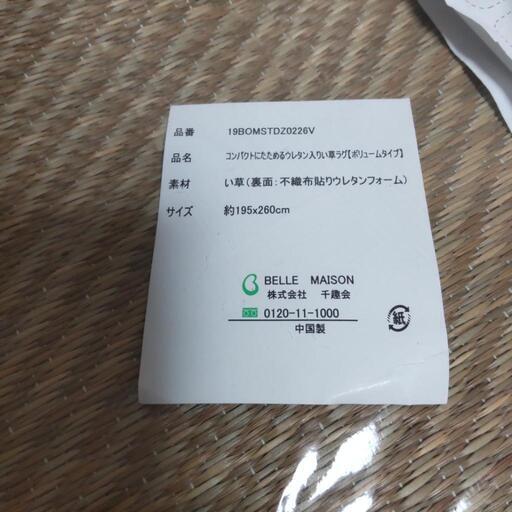 品番 19BOMSTDZ0226V
品名 コンパクトにたためるウレタン入りい草ラグ【ボリュームタイプ】
素材 い草(裏面:不織布貼りウレタンフォーム)
サイズ 約195x260cm
BELLE MAISON
株式会社 千趣会
0120-11-1000
中国製
紙